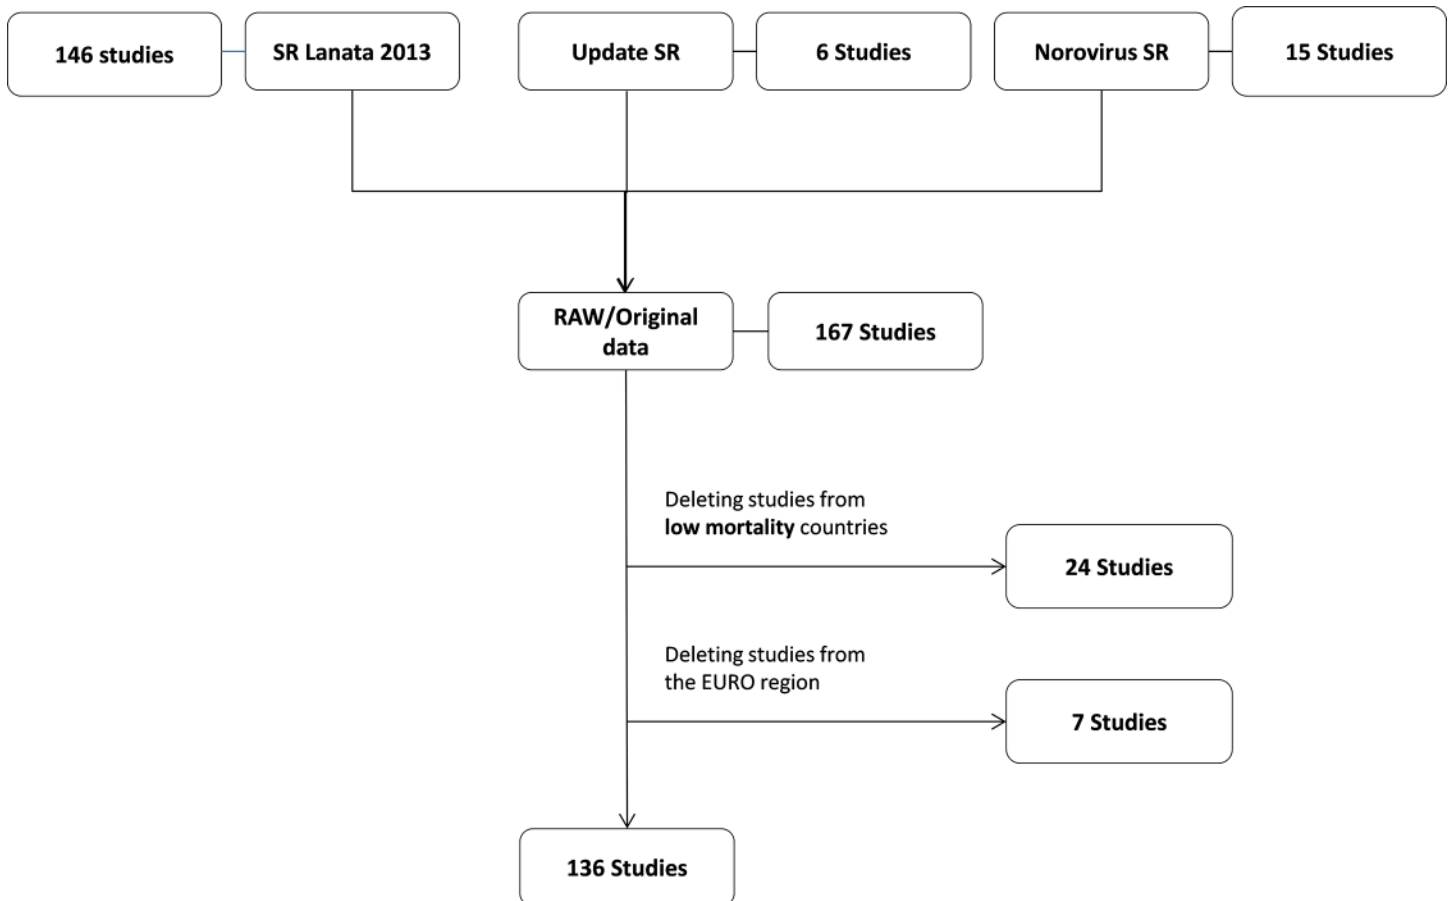 146 studies
SR Lanata 2013
Update SR
6 Studies
Norovirus SR
15 Studies
RAW/Original
data
167 Studies
Deleting studies from
low mortality countries
24 Studies
Deleting studies from
the EURO region
7 Studies
136 Studies